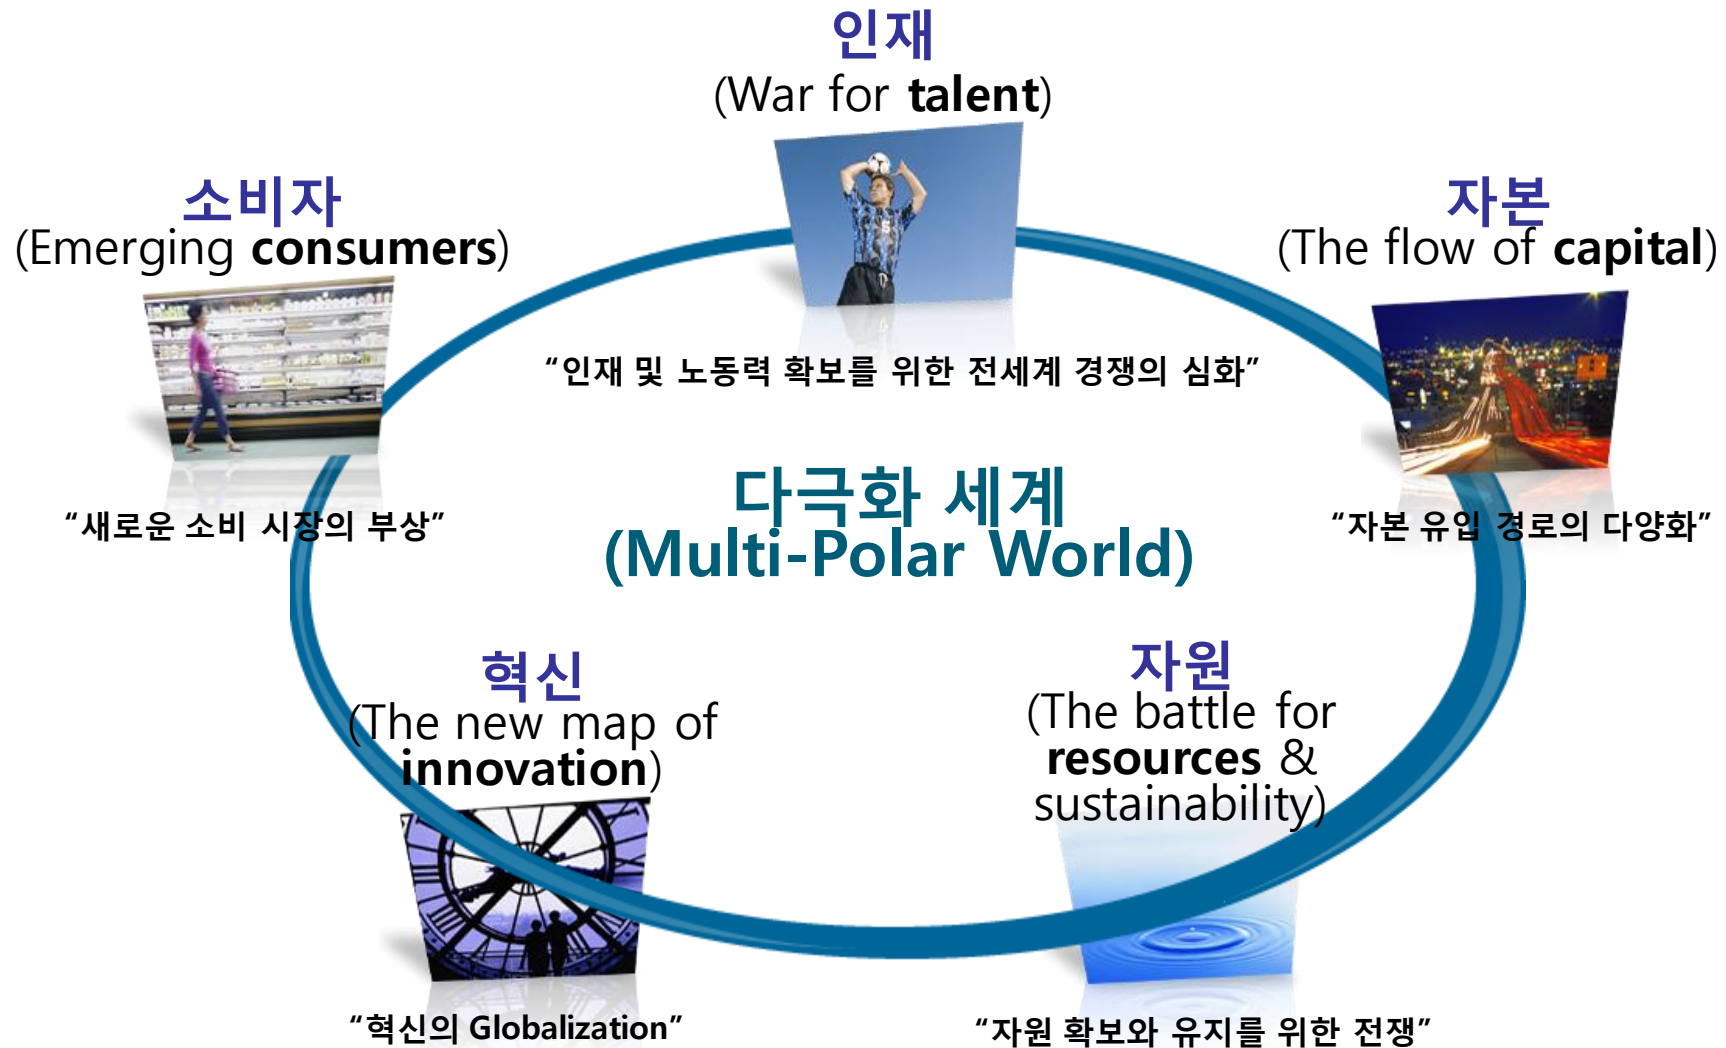 인재
(War for talent)
소비자
(Emerging consumers)
자본
(The flow of capital)
“인재 및 노동력 확보를 위한 전세계 경쟁의 심화”
다극화 세계
(Multi-Polar World)
“새로운 소비 시장의 부상”
“자본 유입 경로의 다양화”
혁신
(The new map of
innovation)
자원
(The battle for
resources &
sustainability)
“혁신의 Globalization”
“자원 확보와 유지를 위한 전쟁”